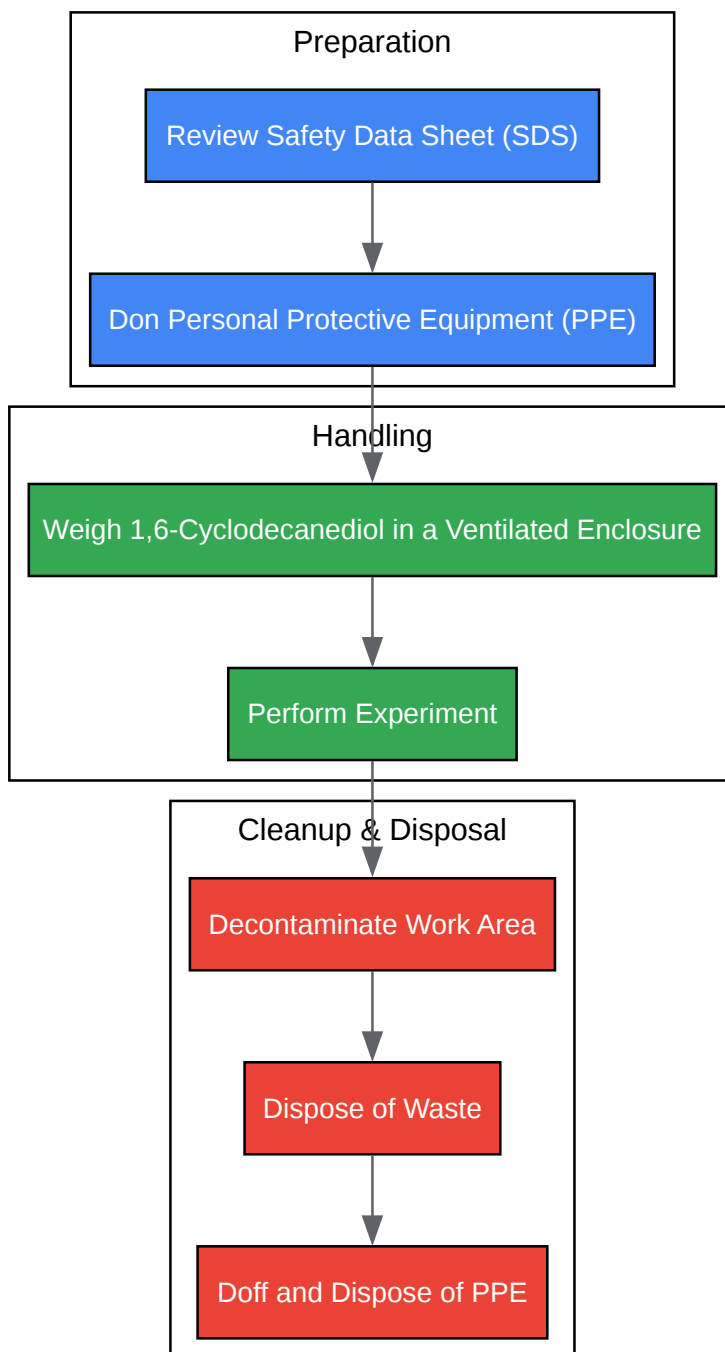 Preparation
Review Safety Data Sheet (SDS)
Don Personal Protective Equipment (PPE)
Handling
Weigh 1,6-Cyclodecanediol in a Ventilated Enclosure
Perform Experiment
Cleanup & Disposal
Decontaminate Work Area
Dispose of Waste
Doff and Dispose of PPE